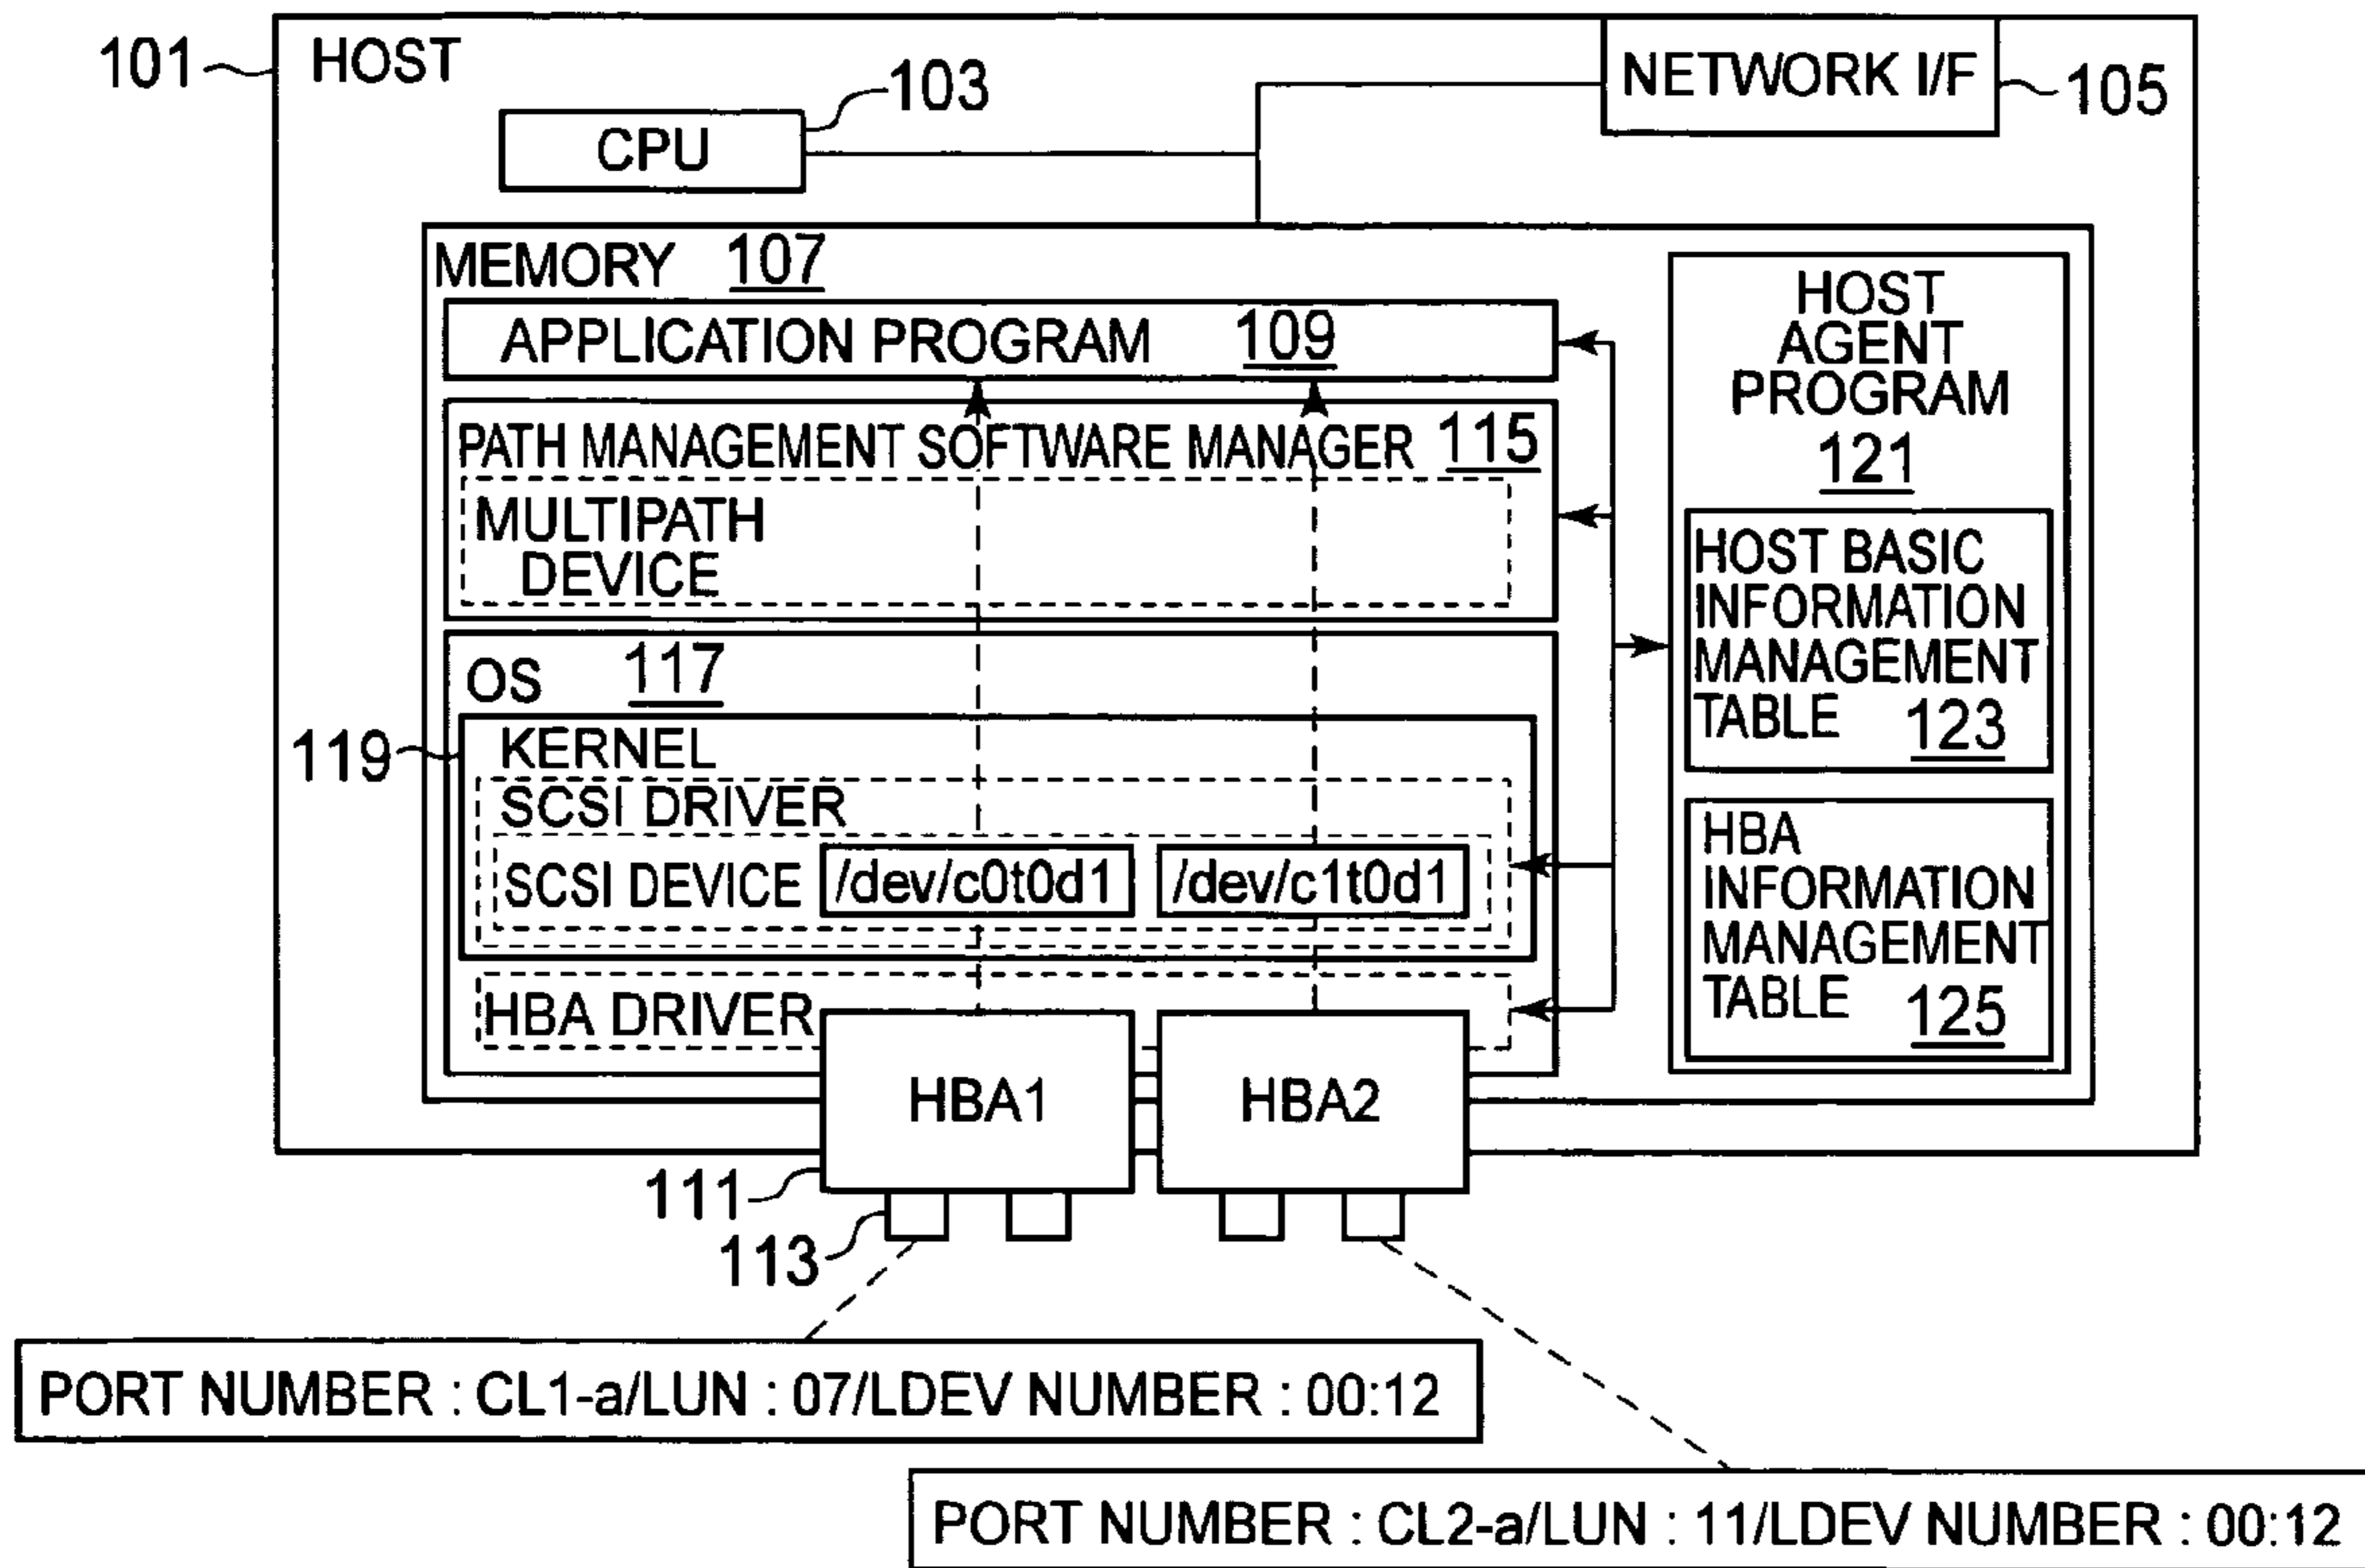 101
HOST
NETWORK I/F
105
103
CPU
MEMORY 107
APPLICATION PROGRAM 109
PATH MANAGEMENT SOFTWARE MANAGER 115
MULTIPATH
DEVICE
OS 117
119
KERNEL
SCSI DRIVER
SCSI DEVICE /dev/c0t0d1 /dev/c1t0d1
HBA DRIVER
HBA1 HBA2
HOST
AGENT
PROGRAM
121
HOST BASIC
INFORMATION
MANAGEMENT
TABLE 123
HBA
INFORMATION
MANAGEMENT
TABLE 125
111
113
PORT NUMBER : CL1-a/LUN : 07/LDEV NUMBER : 00:12
PORT NUMBER : CL2-a/LUN : 11/LDEV NUMBER : 00:12